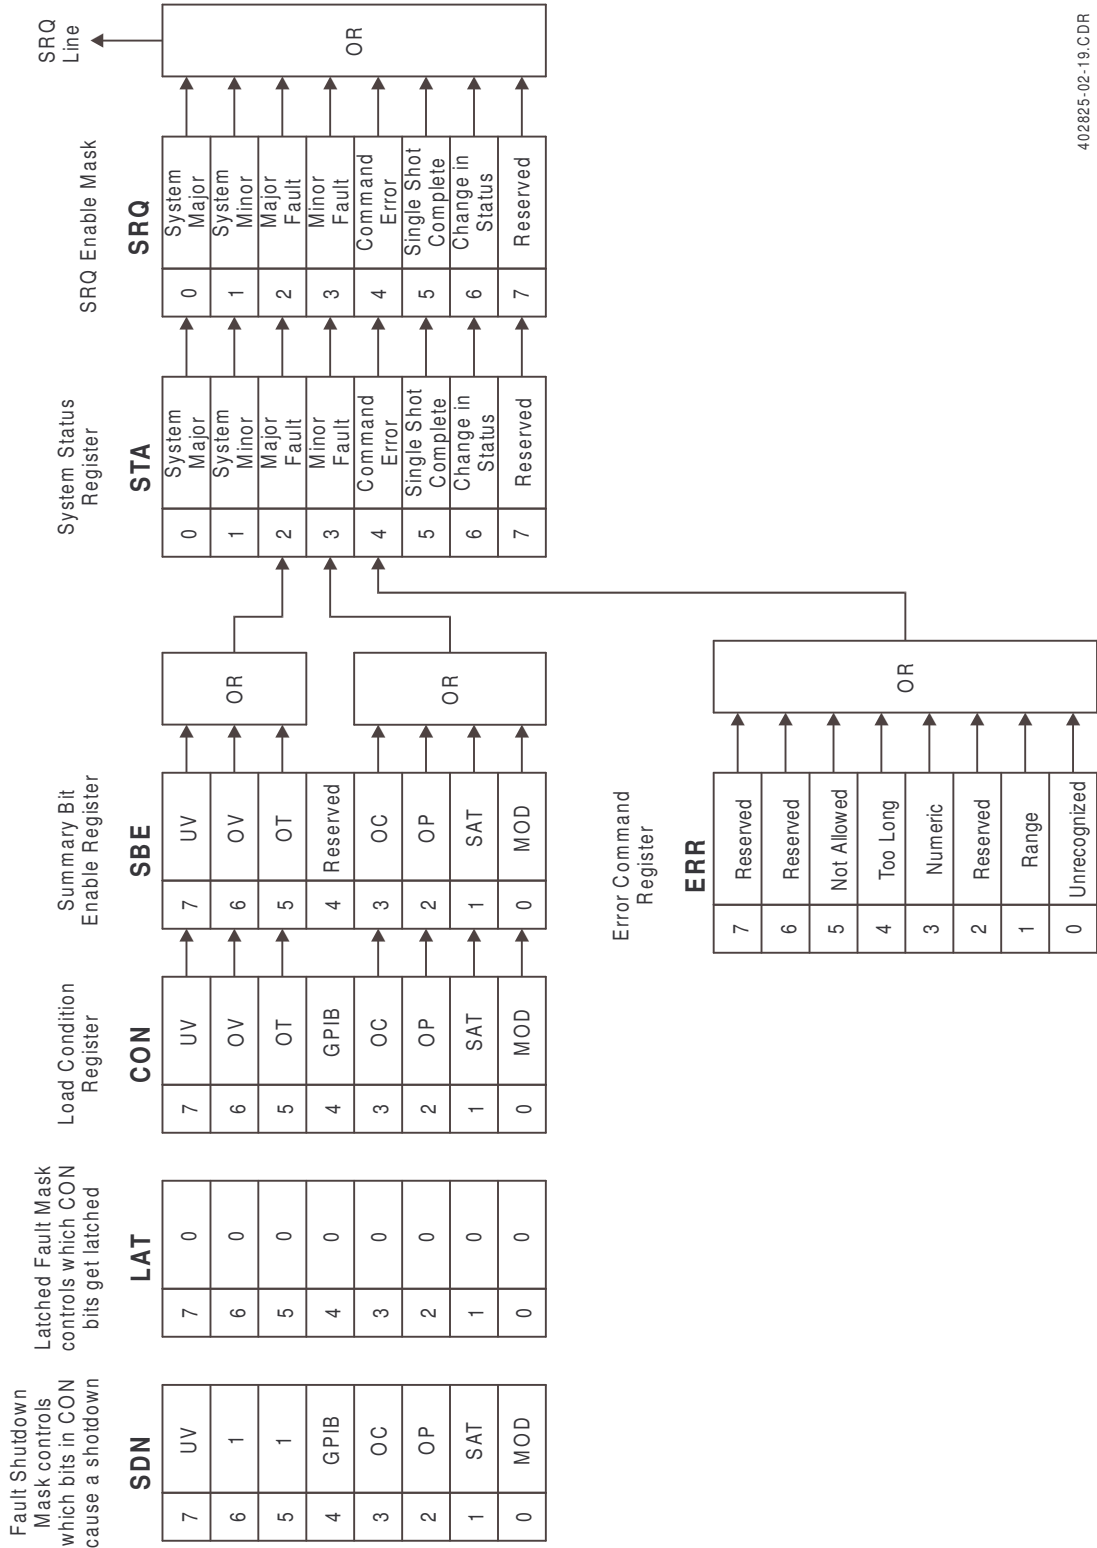 Fault Shutdown
Mask controls
which bits in CON
cause a shotdown
SDN
7 UV
6 1
5 1
4 GPIB
3 OC
2 OP
1 SAT
0 MOD
Latched Fault Mask
controls which CON
bits get latched
LAT
7 0
6 0
5 0
4 0
3 0
2 0
1 0
0 0
Load Condition
Register
CON
7 UV
6 OV
5 OT
4 GPIB
3 OC
2 OP
1 SAT
0 MOD
Summary Bit
Enable Register
SBE
7 UV
6 OV
5 OT
4 Reserved
3 OC
2 OP
1 SAT
0 MOD
OR
OR
Error Command
Register
ERR
7 Reserved
6 Reserved
5 Not Allowed
4 Too Long
3 Numeric
2 Reserved
1 Range
0 Unrecognized
OR
System Status
Register
STA
0 System
Major
1 System
Minor
2 Major
Fault
3 Minor
Fault
4 Command
Error
5 Single Shot
Complete
6 Change in
Status
7 Reserved
SRQ Enable Mask
SRQ
0 System
Major
1 System
Minor
2 Major
Fault
3 Minor
Fault
4 Command
Error
5 Single Shot
Complete
6 Change in
Status
7 Reserved
OR
SRQ
Line
402825-02-19.CDR